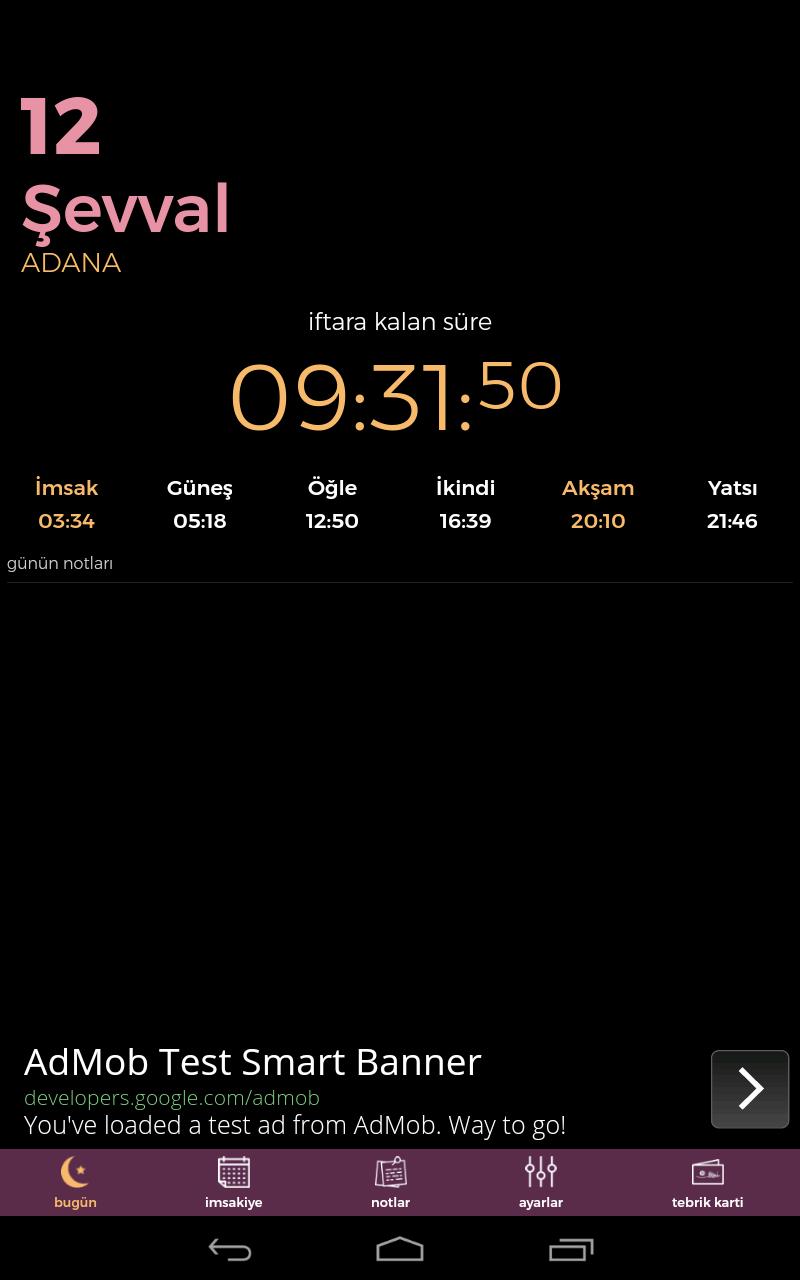 12
Şevval
ADANA
iftara kalan süre
09:31:50
İmsak Güneş Öğle İkindi Akşam Yatsı
03:34 05:18 12:50 16:39 20:10 21:46
günün notları
AdMob Test Smart Banner
developers.google.com/admob
You've loaded a test ad from AdMob. Way to go!
bugün imsakiye notlar ayarlar tebrik karti